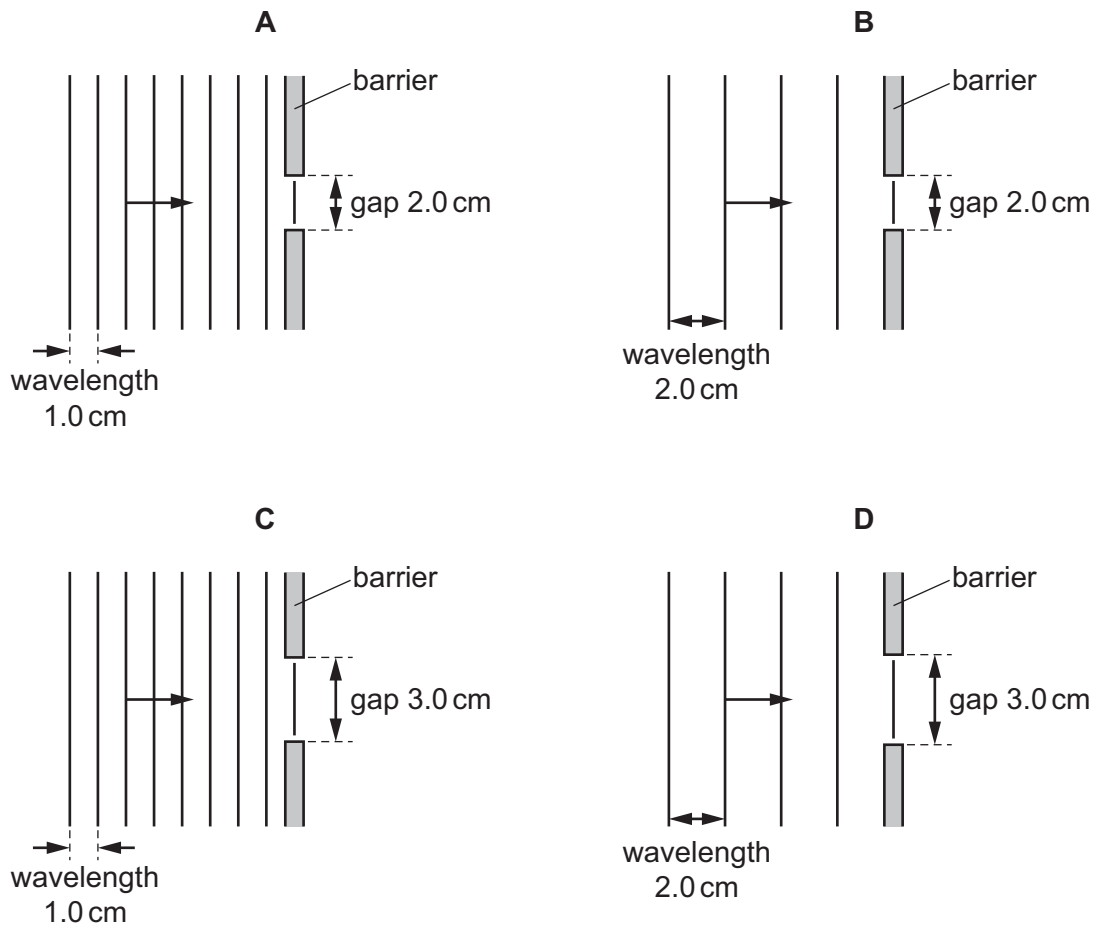 A
barrier
gap 2.0 cm
wavelength
1.0 cm
B
barrier
gap 2.0 cm
wavelength
2.0 cm
C
barrier
gap 3.0 cm
wavelength
1.0 cm
D
barrier
gap 3.0 cm
wavelength
2.0 cm